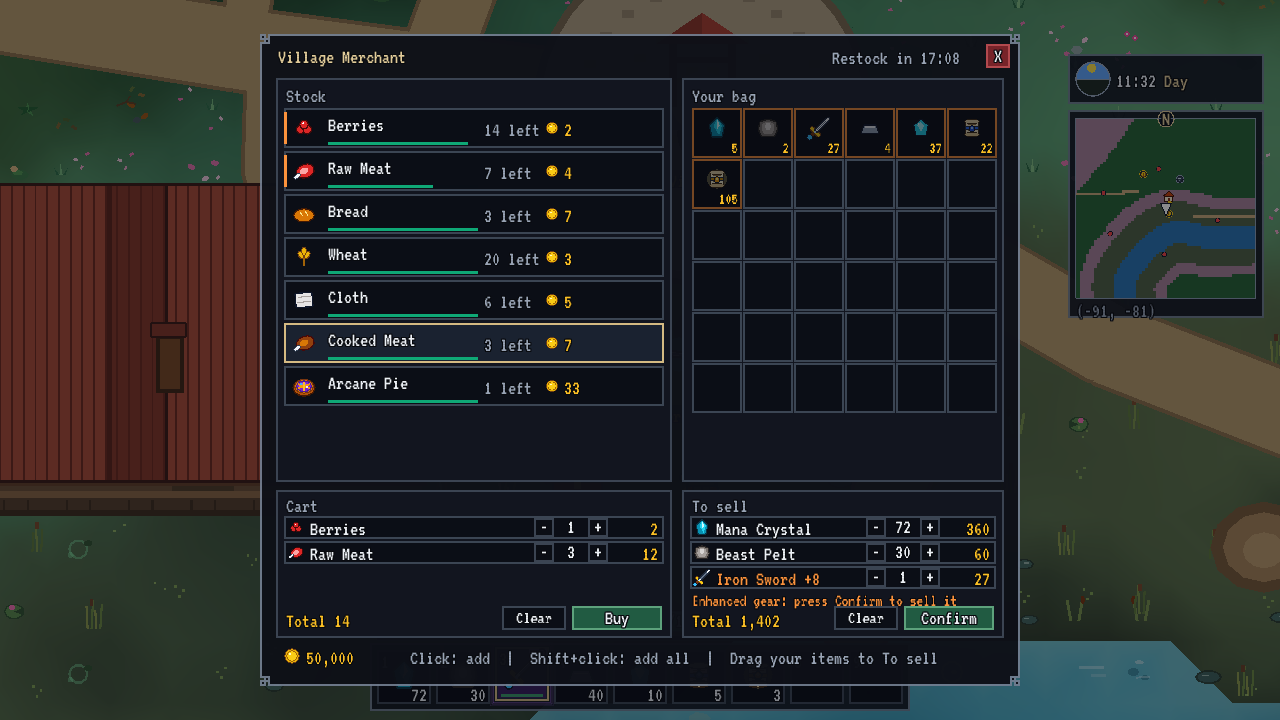 Village Merchant
Restock in 17:08
X
Stock
Berries 14 left 2
Raw Meat 7 left 4
Bread 3 left 7
Wheat 20 left 3
Cloth 6 left 5
Cooked Meat 3 left 7
Arcane Pie 1 left 33
Your bag
5 2 27 4 37 22
105
Cart
Berries - 1 + 2
Raw Meat - 3 + 12
Total 14 Clear Buy
To sell
Mana Crystal - 72 + 360
Beast Pelt - 30 + 60
Iron Sword +8 - 1 + 27
Enhanced gear: press Confirm to sell it
Total 1,402 Clear Confirm
50,000 Click: add | Shift+click: add all | Drag your items to To sell
72 30 40 10 5 3
11:32 Day
N
(-91, -81)